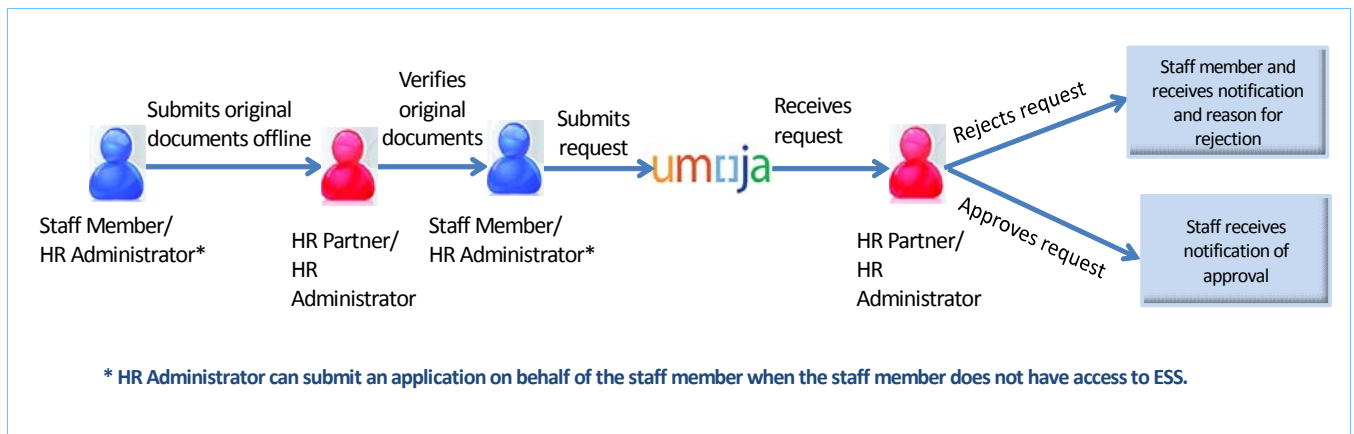 Submits original
documents offline
Staff Member/
HR Administrator*
Verifies
original
documents
HR Partner/
HR
Administrator
Submits
request
Staff Member/
HR Administrator*
umoja
Receives
request
HR Partner/
HR
Administrator
Rejects request
Staff member and
receives notification
and reason for
rejection
Approves request
Staff receives
notification of
approval
* HR Administrator can submit an application on behalf of the staff member when the staff member does not have access to ESS.